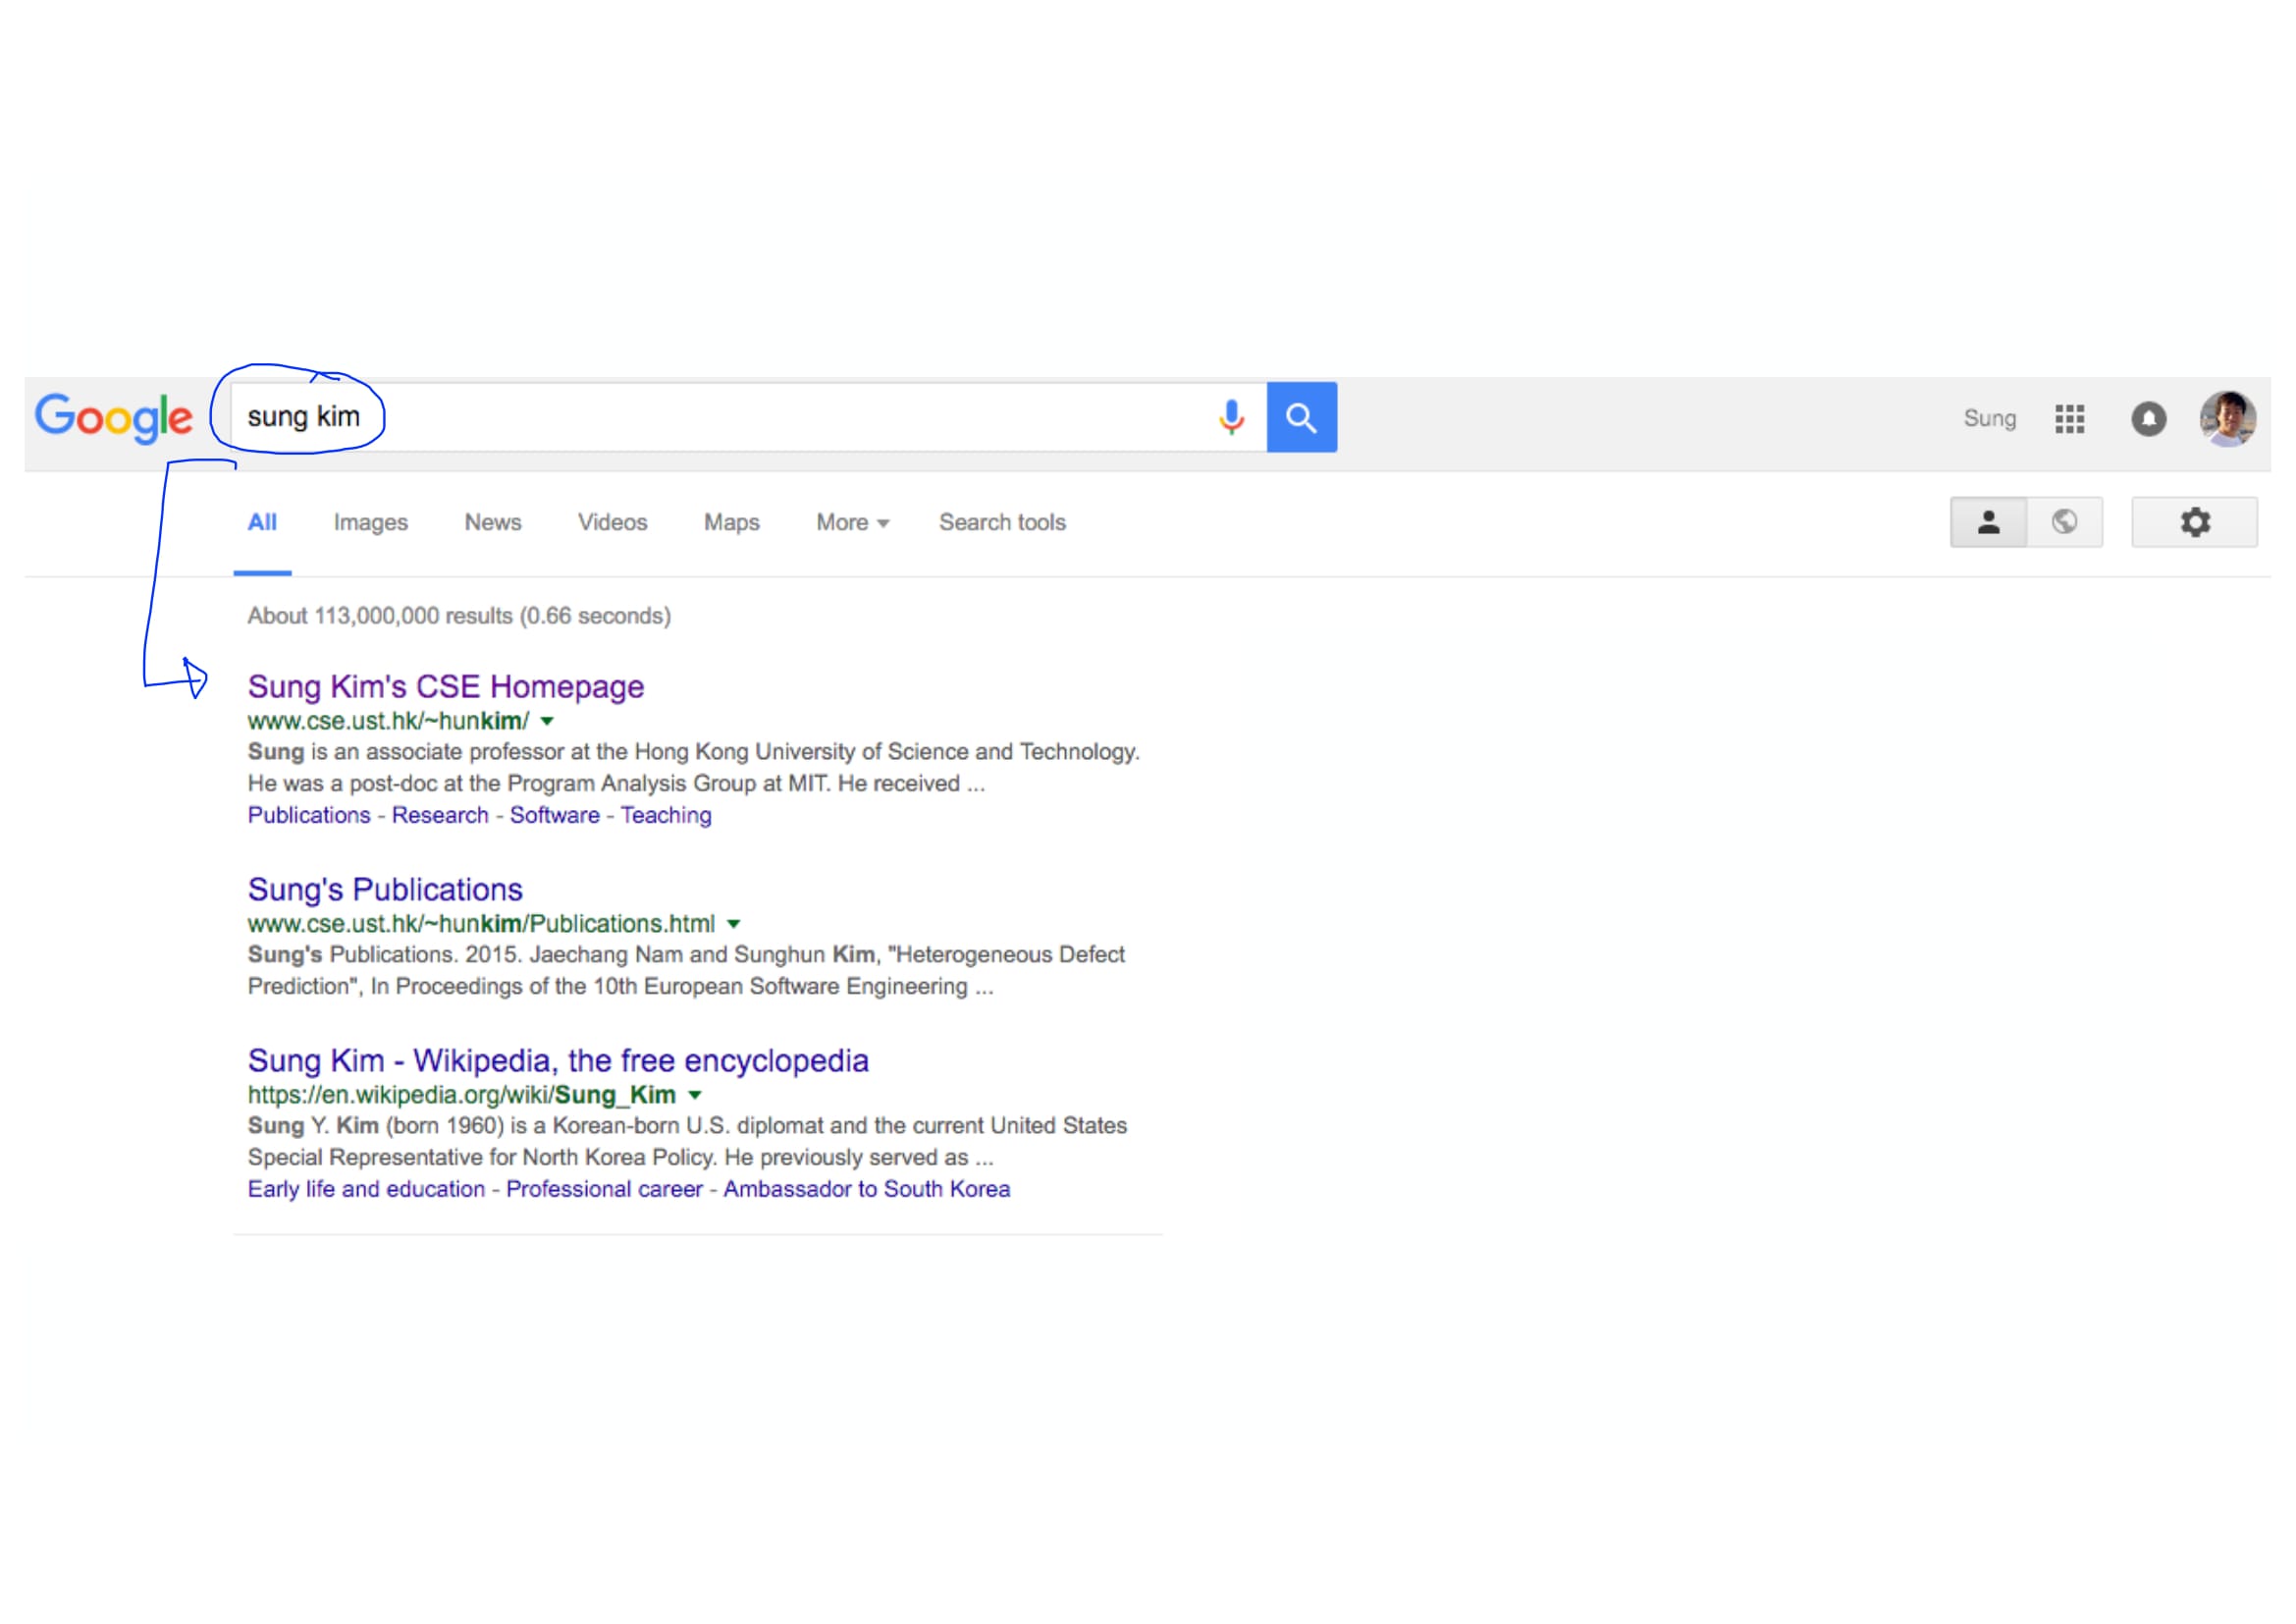 Google sung kim Sung
All Images News Videos Maps More Search tools
About 113,000,000 results (0.66 seconds)
Sung Kim's CSE Homepage
www.cse.ust.hk/~hunkim/
Sung is an associate professor at the Hong Kong University of Science and Technology.
He was a post-doc at the Program Analysis Group at MIT. He received ...
Publications - Research - Software - Teaching
Sung's Publications
www.cse.ust.hk/~hunkim/Publications.html
Sung's Publications. 2015. Jaechang Nam and Sunghun Kim, "Heterogeneous Defect
Prediction", In Proceedings of the 10th European Software Engineering ...
Sung Kim - Wikipedia, the free encyclopedia
https://en.wikipedia.org/wiki/Sung_Kim
Sung Y. Kim (born 1960) is a Korean-born U.S. diplomat and the current United States
Special Representative for North Korea Policy. He previously served as ...
Early life and education - Professional career - Ambassador to South Korea